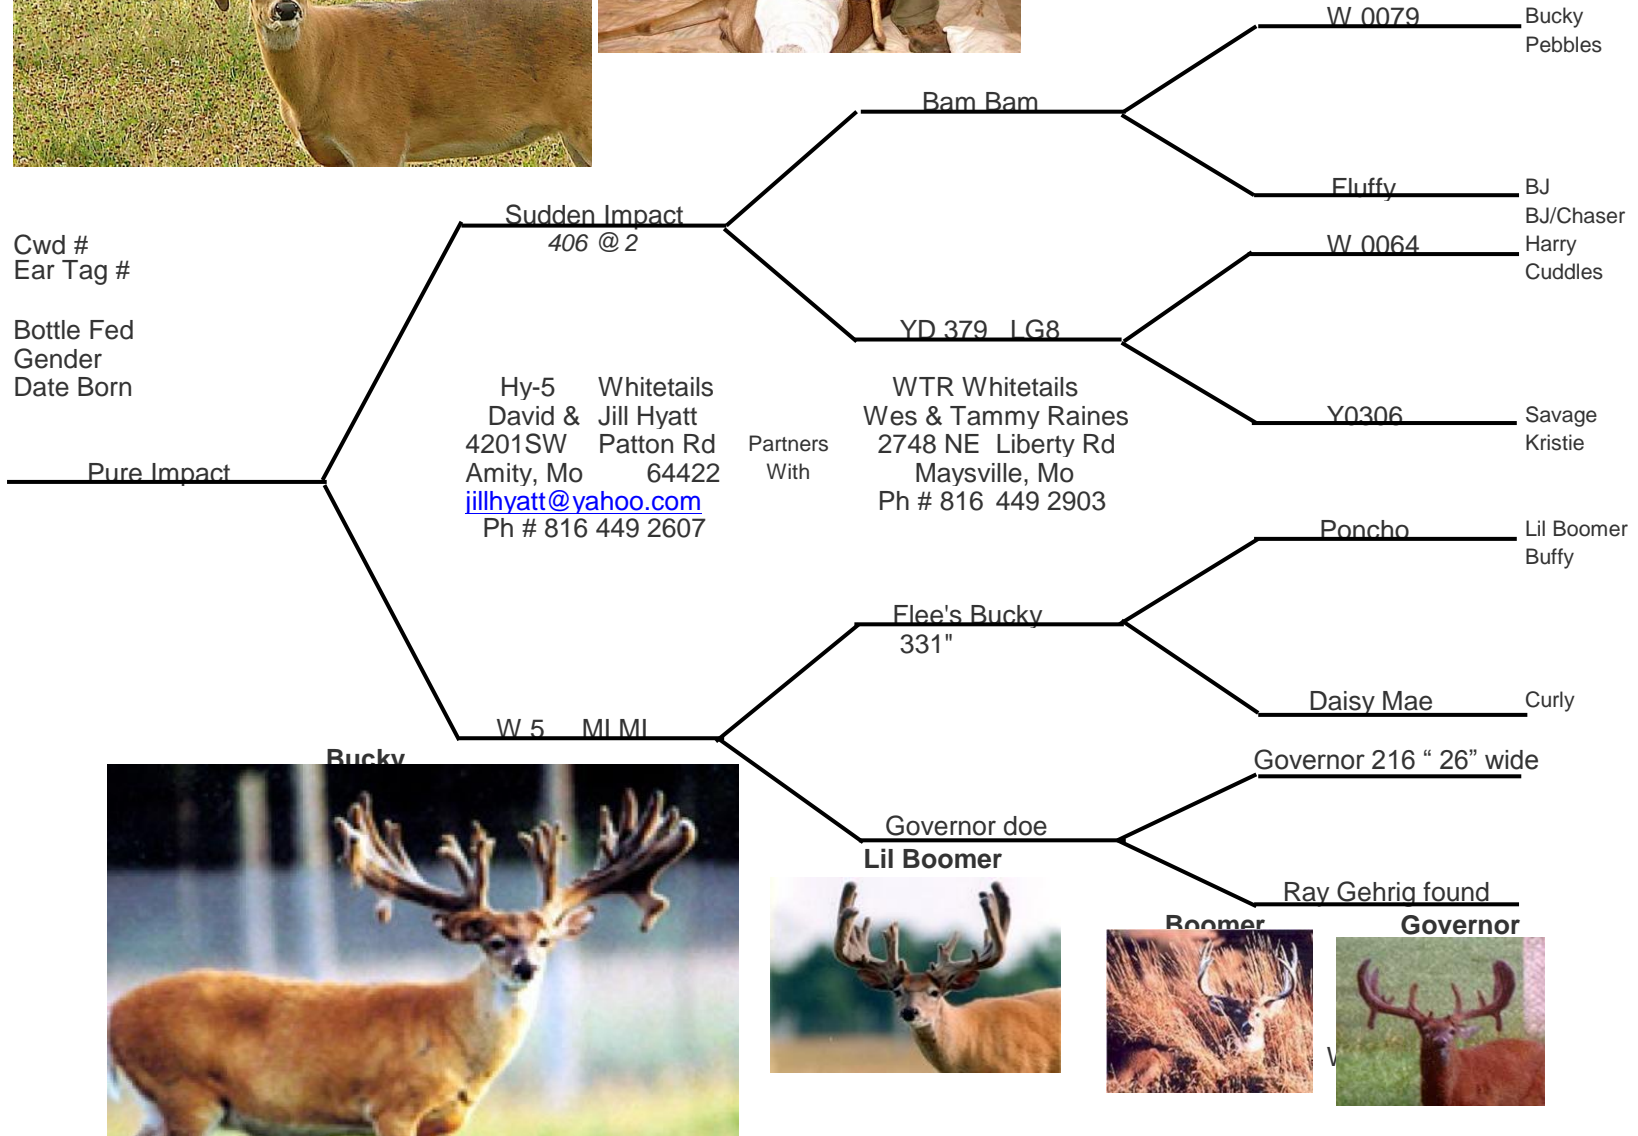 W 0079
Bucky
Pebbles
Bam Bam
Fluffy
BJ
BJ/Chaser
Sudden Impact
406 @ 2
W 0064
Harry
Cuddles
Cwd #
Ear Tag #
YD 379 LG8
Bottle Fed
Gender
Date Born
Hy-5 Whitetails
David & Jill Hyatt
4201SW Patton Rd
Amity, Mo 64422
jillhyatt@yahoo.com
Ph # 816 449 2607
Partners
With
WTR Whitetails
Wes & Tammy Raines
2748 NE Liberty Rd
Maysville, Mo
Ph # 816 449 2903
Y0306
Savage
Kristie
Pure Impact
Poncho
Lil Boomer
Buffy
Flee's Bucky
331"
Daisy Mae
Curly
W 5 MI MI
Bucky
Governor 216 “ 26” wide
Governor doe
Lil Boomer
Ray Gehrig found
Boomer
Governor